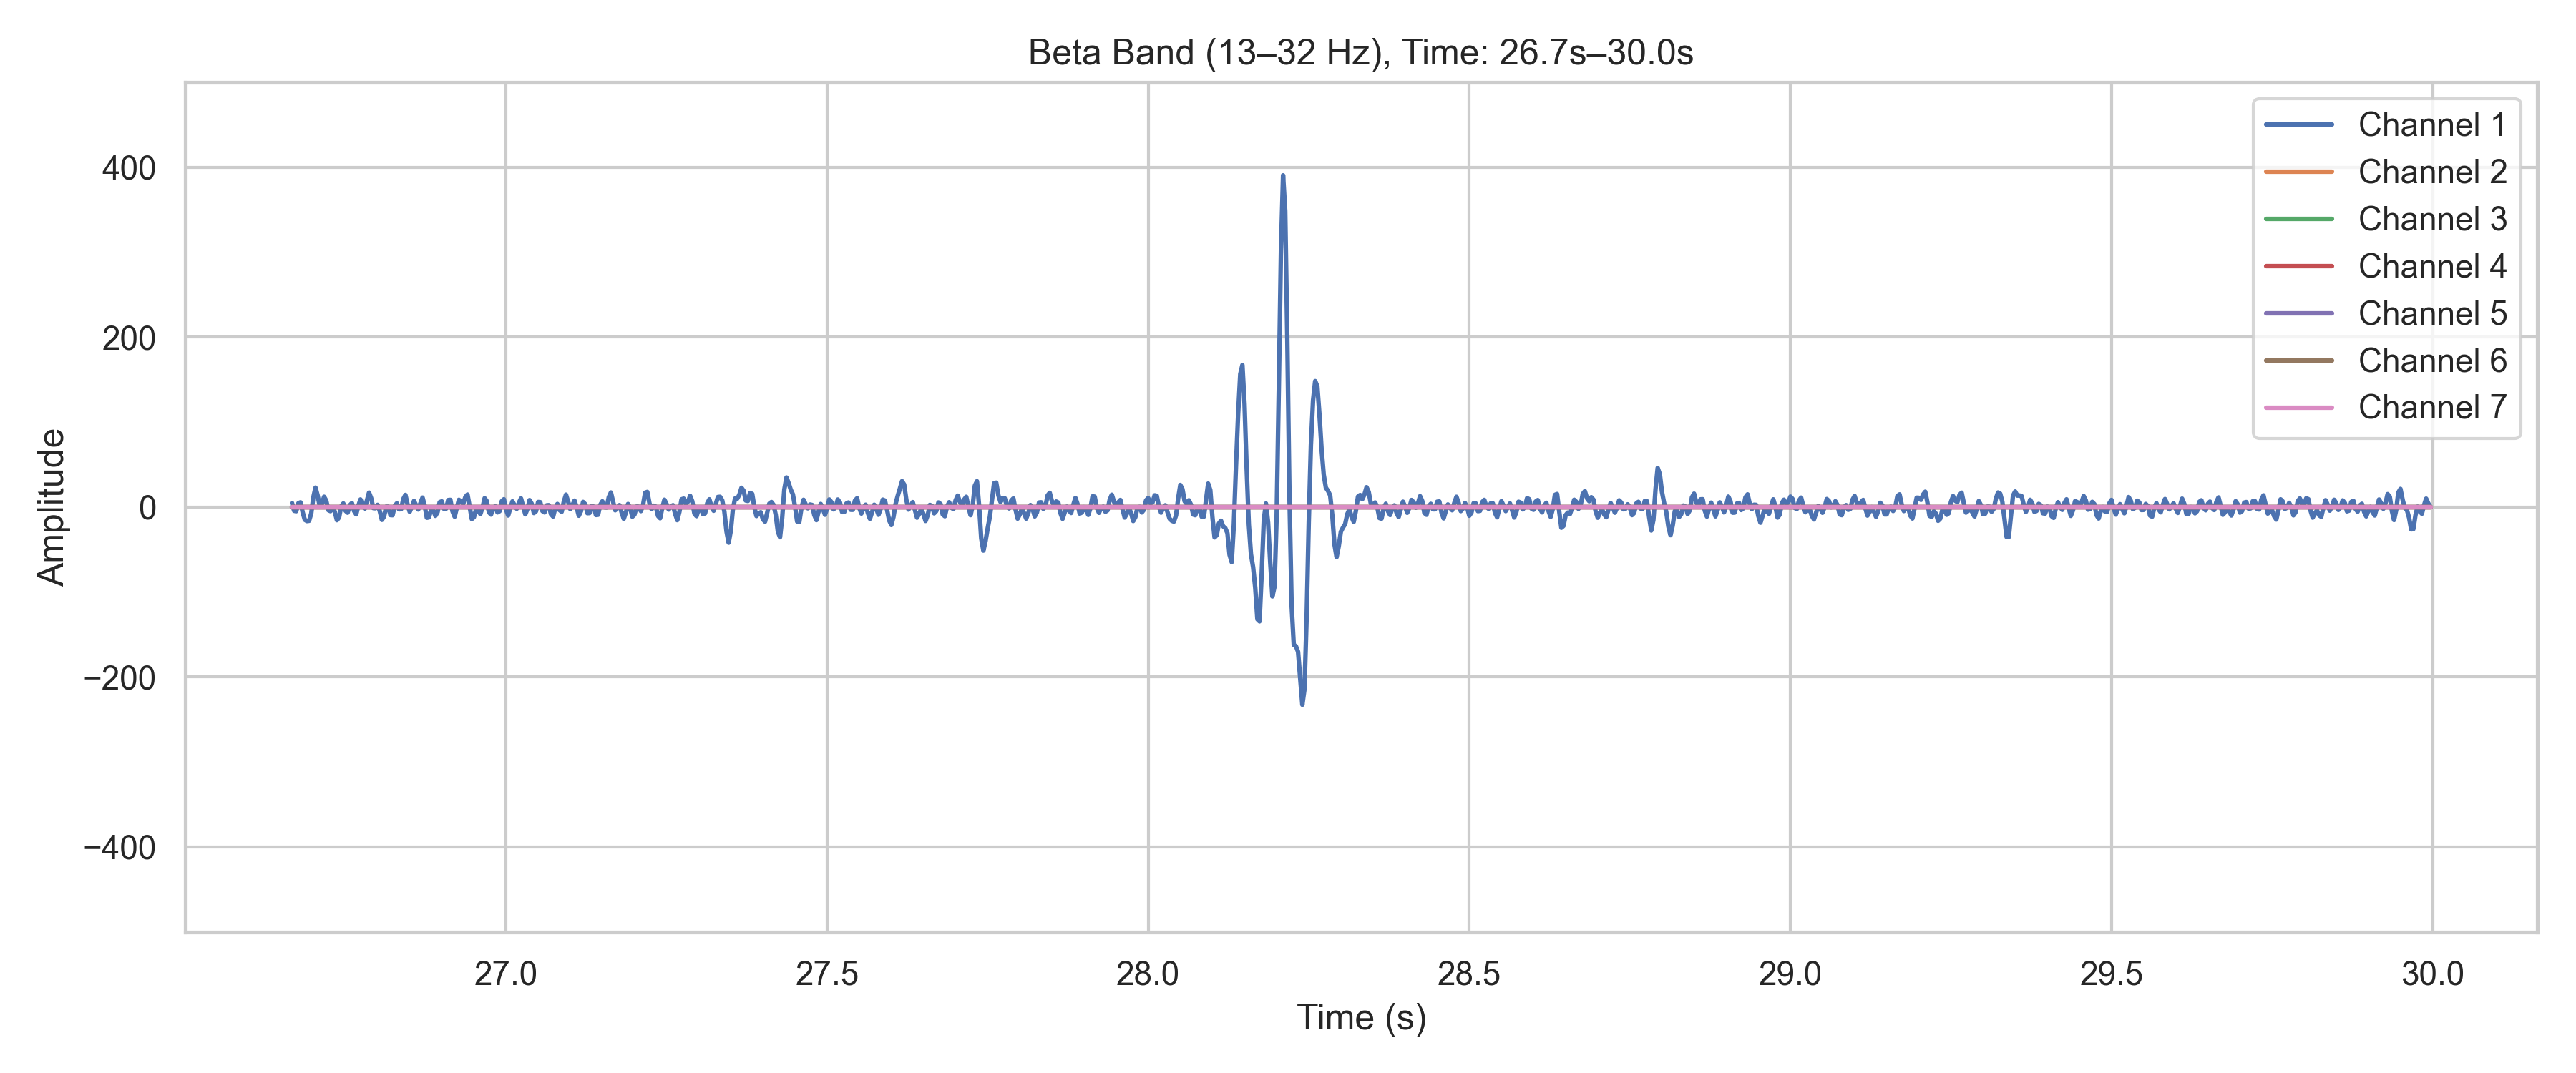 Beta Band (13–32 Hz), Time: 26.7s–30.0s
Channel 1
Channel 2
Channel 3
Channel 4
Channel 5
Channel 6
Channel 7
400
200
0
−200
−400
Amplitude
27.0 27.5 28.0 28.5 29.0 29.5 30.0
Time (s)